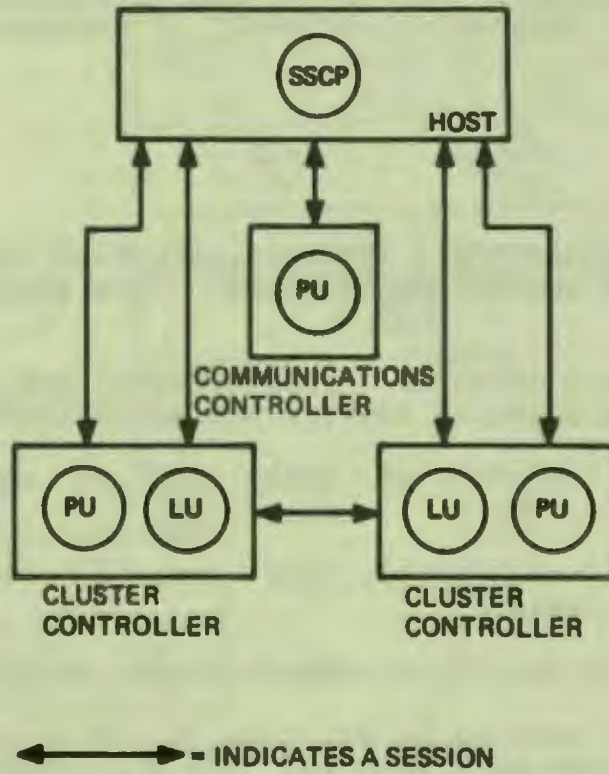 SSCP
HOST
PU
COMMUNICATIONS
CONTROLLER
PU LU
CLUSTER
CONTROLLER
LU PU
CLUSTER
CONTROLLER
= INDICATES A SESSION